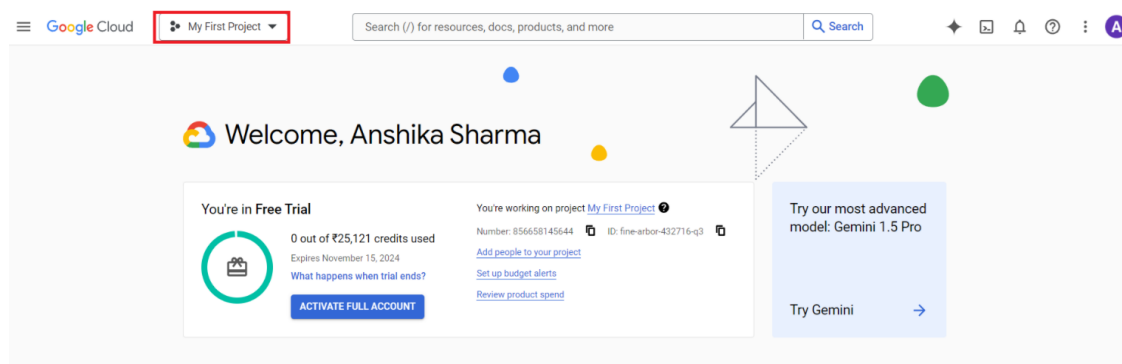 Google Cloud
My First Project
Search (/) for resources, docs, products, and more
Search
A
Welcome, Anshika Sharma
You're in Free Trial
0 out of ₹25,121 credits used
Expires November 15, 2024
What happens when trial ends?
ACTIVATE FULL ACCOUNT
You're working on project My First Project
Number: 856658145644 ID: fine-arbor-432716-q3
Add people to your project
Set up budget alerts
Review product spend
Try our most advanced
model: Gemini 1.5 Pro
Try Gemini